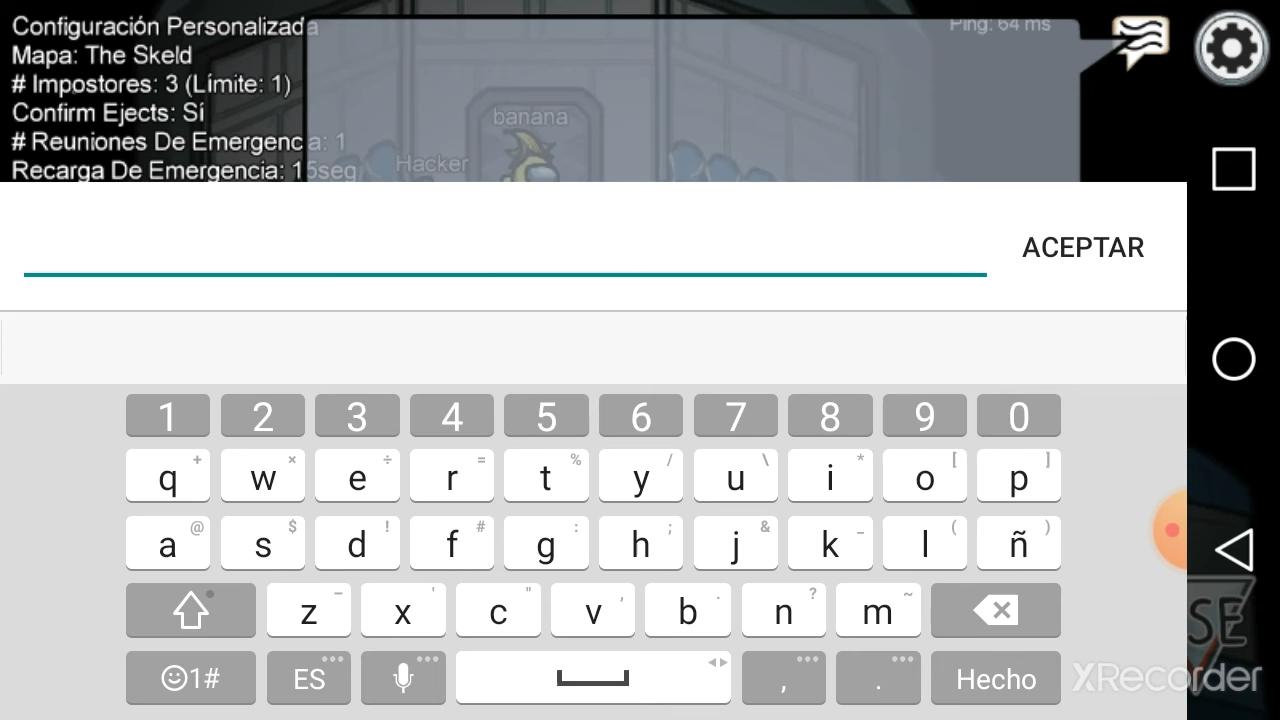 Configuración Personalizada
Mapa: The Skeld
# Impostores: 3 (Límite: 1)
Confirm Ejects: Sí
# Reuniones De Emergencia: 1
Recarga De Emergencia: 15seg
Ping: 64 ms
banana
Hacker
ACEPTAR
1 2 3 4 5 6 7 8 9 0
q + w × e ÷ r = t % y / u \ i * o [ p ]
a @ s $ d ! f # g : h ; j & k _ l ( ñ )
z - x ' c " v , b . n ? m ~
1# ES , . Hecho
SE
XRecorder